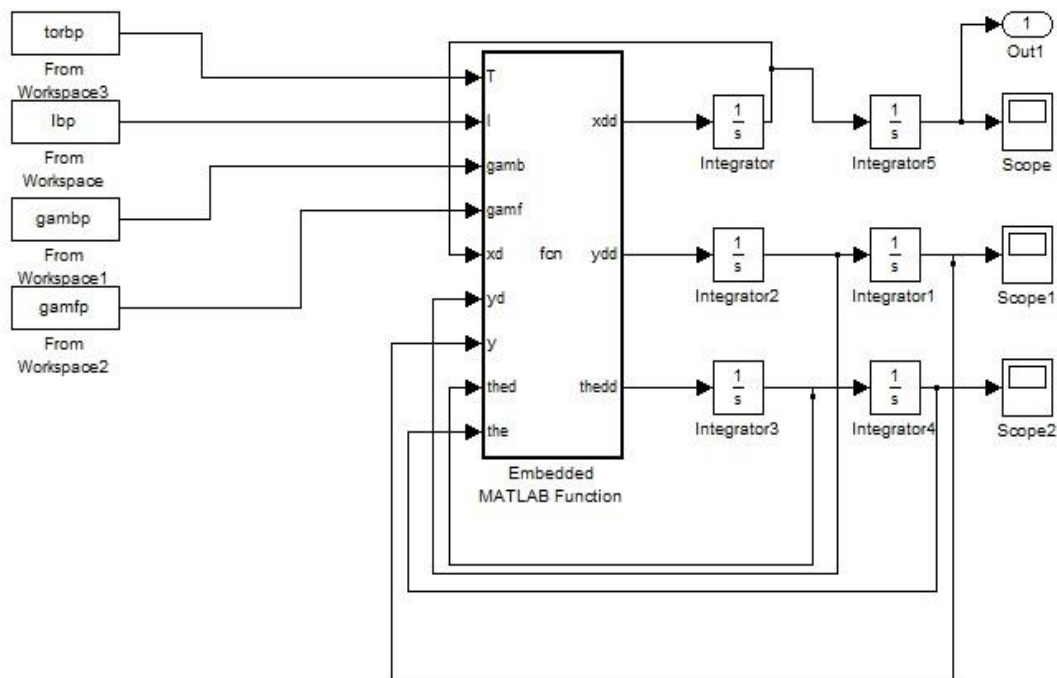 torbp
From
Workspace3
lbp
From
Workspace
gambp
From
Workspace1
gamfp
From
Workspace2
T
l
gamb
gamf
xd
yd
y
thed
the
fcn
xdd
ydd
thedd
Embedded
MATLAB Function
1
s
Integrator
1
s
Integrator5
1
Out1
Scope
1
s
Integrator2
1
s
Integrator1
Scope1
1
s
Integrator3
1
s
Integrator4
Scope2